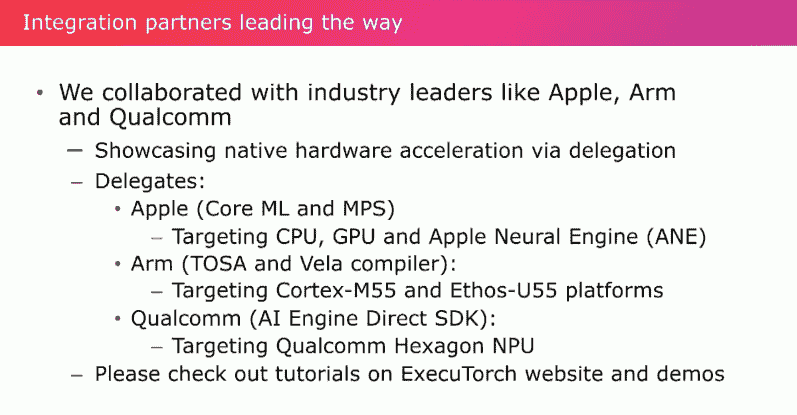 Integration partners leading the way
• We collaborated with industry leaders like Apple, Arm
and Qualcomm
– Showcasing native hardware acceleration via delegation
– Delegates:
• Apple (Core ML and MPS)
– Targeting CPU, GPU and Apple Neural Engine (ANE)
• Arm (TOSA and Vela compiler):
– Targeting Cortex-M55 and Ethos-U55 platforms
• Qualcomm (AI Engine Direct SDK):
– Targeting Qualcomm Hexagon NPU
– Please check out tutorials on ExecuTorch website and demos